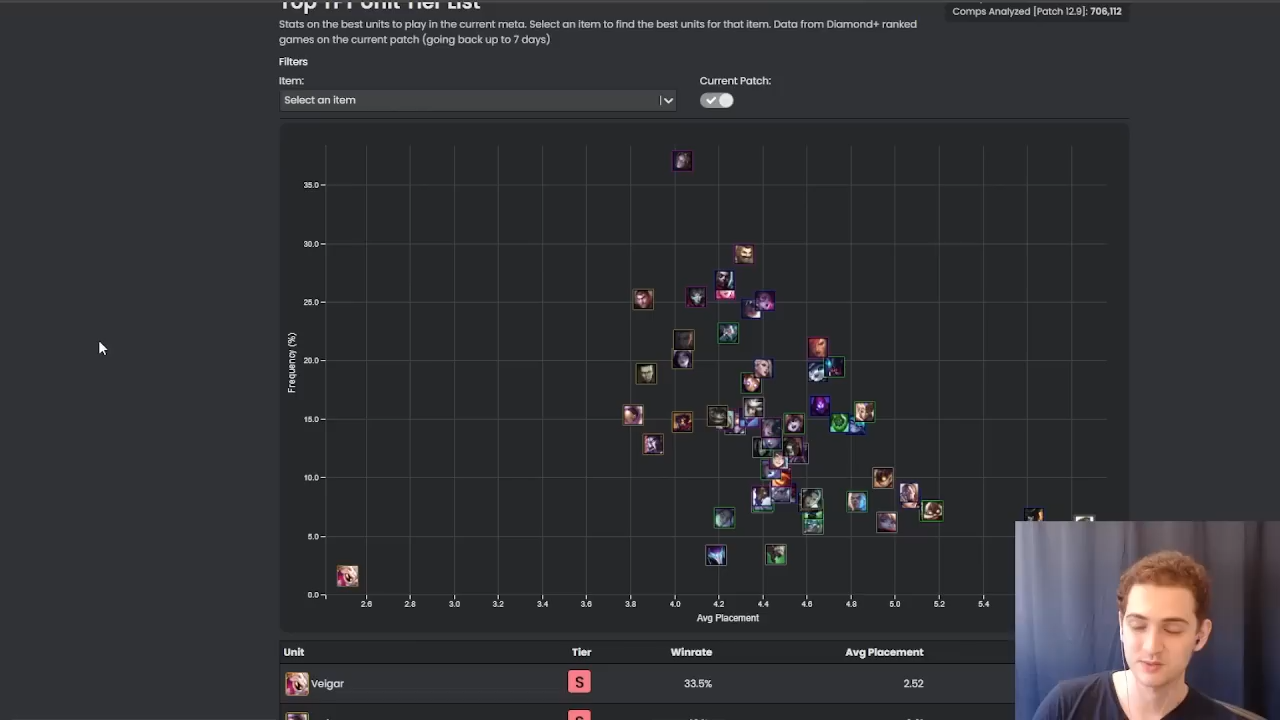 Top TFT Unit Tier List
Comps Analyzed [Patch 12.9]: 706,112
Stats on the best units to play in the current meta. Select an item to find the best units for that item. Data from Diamond+ ranked
games on the current patch (going back up to 7 days)
Filters
Item:
Current Patch:
Select an item
35.0
30.0
25.0
20.0
15.0
10.0
5.0
0.0
Frequency (%)
2.6
2.8
3.0
3.2
3.4
3.6
3.8
4.0
4.2
4.4
4.6
4.8
5.0
5.2
5.4
Avg Placement
Unit
Tier
Winrate
Avg Placement
Veigar
S
33.5%
2.52
S